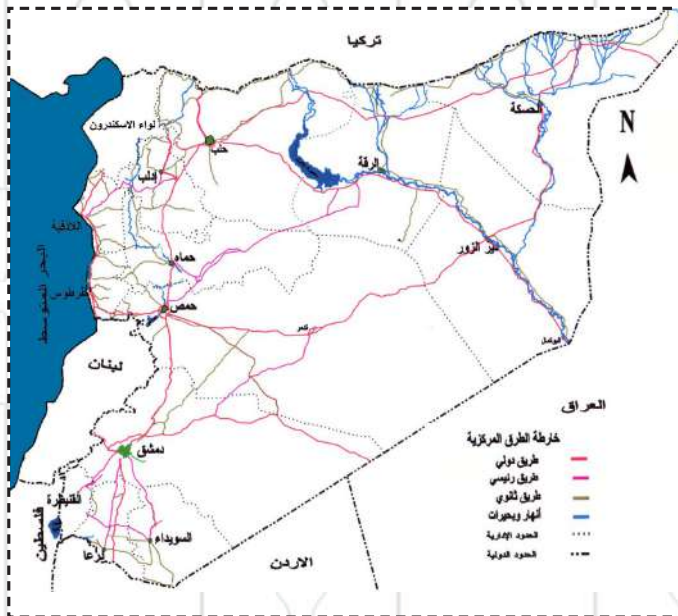 تركيا
الحسكة
N
لواء الاسكندرون
حلب
الرقة
إدلب
اللاذقية
دير الزور
حماه
البحر المتوسط
طرطوس
حمص
تدمر
البوكمال
لبنان
العراق
خارطة الطرق المركزية
طريق دولي
طريق رئيسي
طريق ثانوي
أنهار وبحيرات
الحدود الإدارية
الحدود الدولية
دمشق
القنيطرة
فلسطين
السويداء
درعا
الاردن